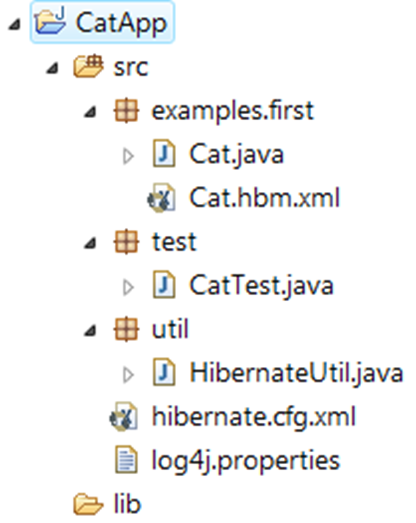 CatApp
src
examples.first
Cat.java
Cat.hbm.xml
test
CatTest.java
util
HibernateUtil.java
hibernate.cfg.xml
log4j.properties
lib